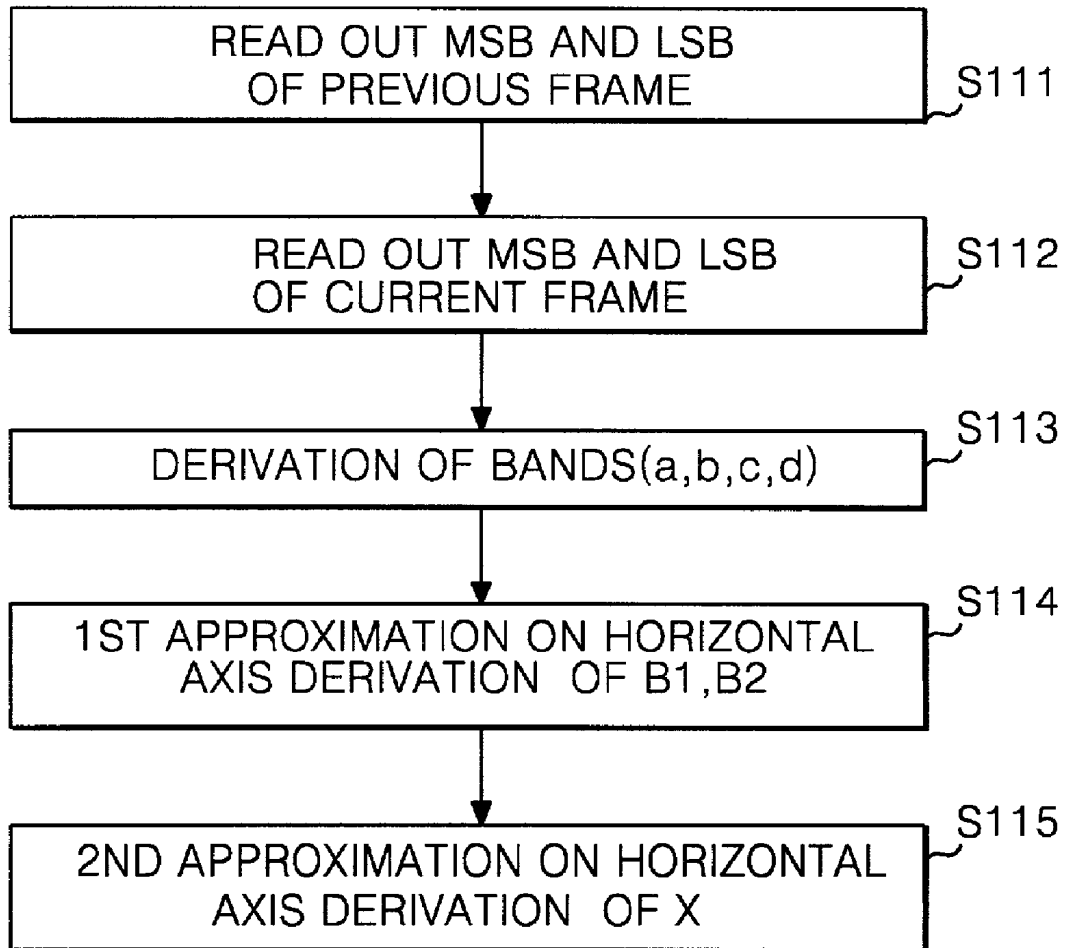 READ OUT MSB AND LSB
OF PREVIOUS FRAME
S111
READ OUT MSB AND LSB
OF CURRENT FRAME
S112
DERIVATION OF BANDS(a,b,c,d)
S113
1ST APPROXIMATION ON HORIZONTAL
AXIS DERIVATION OF B1,B2
S114
2ND APPROXIMATION ON HORIZONTAL
AXIS DERIVATION OF X
S115